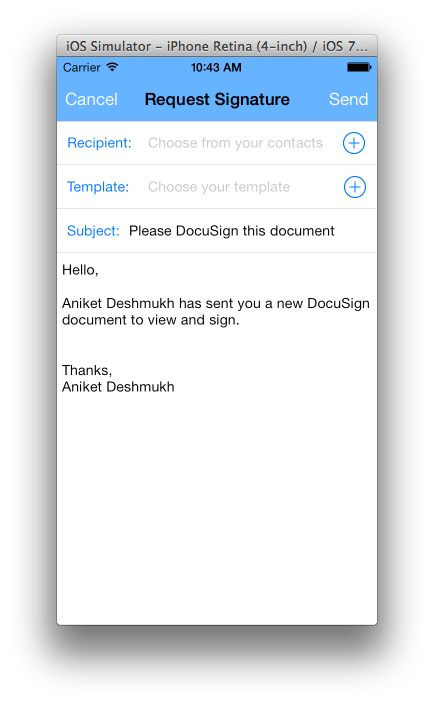 iOS Simulator – iPhone Retina (4-inch) / iOS 7...
Carrier 10:43 AM
Cancel Request Signature Send
Recipient: Choose from your contacts
Template: Choose your template
Subject: Please DocuSign this document
Hello,
Aniket Deshmukh has sent you a new DocuSign
document to view and sign.
Thanks,
Aniket Deshmukh